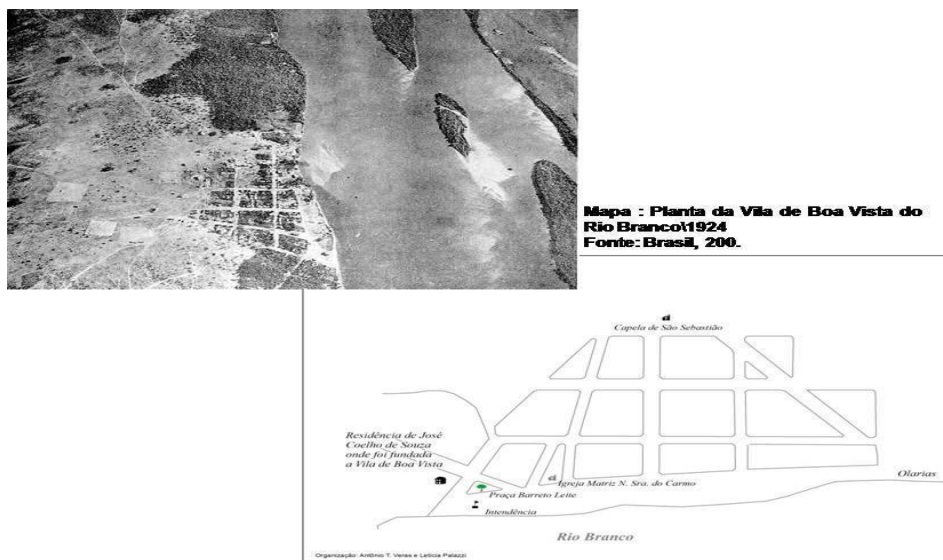 Mapa : Planta da Vila de Boa Vista do
Rio Branco\1924
Fonte: Brasil, 200.
Capela de São Sebastião
Residência de José
Coelho de Souza
onde foi fundada
a Vila de Boa Vista
Igreja Matriz N. Sra. do Carmo
Praça Barreto Leite
Intendência
Olarias
Rio Branco
Organização: Antônio T. Veras e Letícia Palazzi